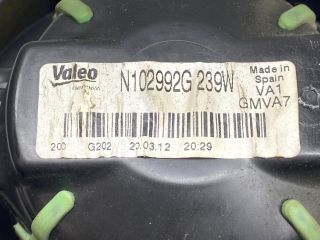 Valeo N102992G 239W
Made in
Spain
VA1
GMVA7
200 G202 20.03.12 20:29